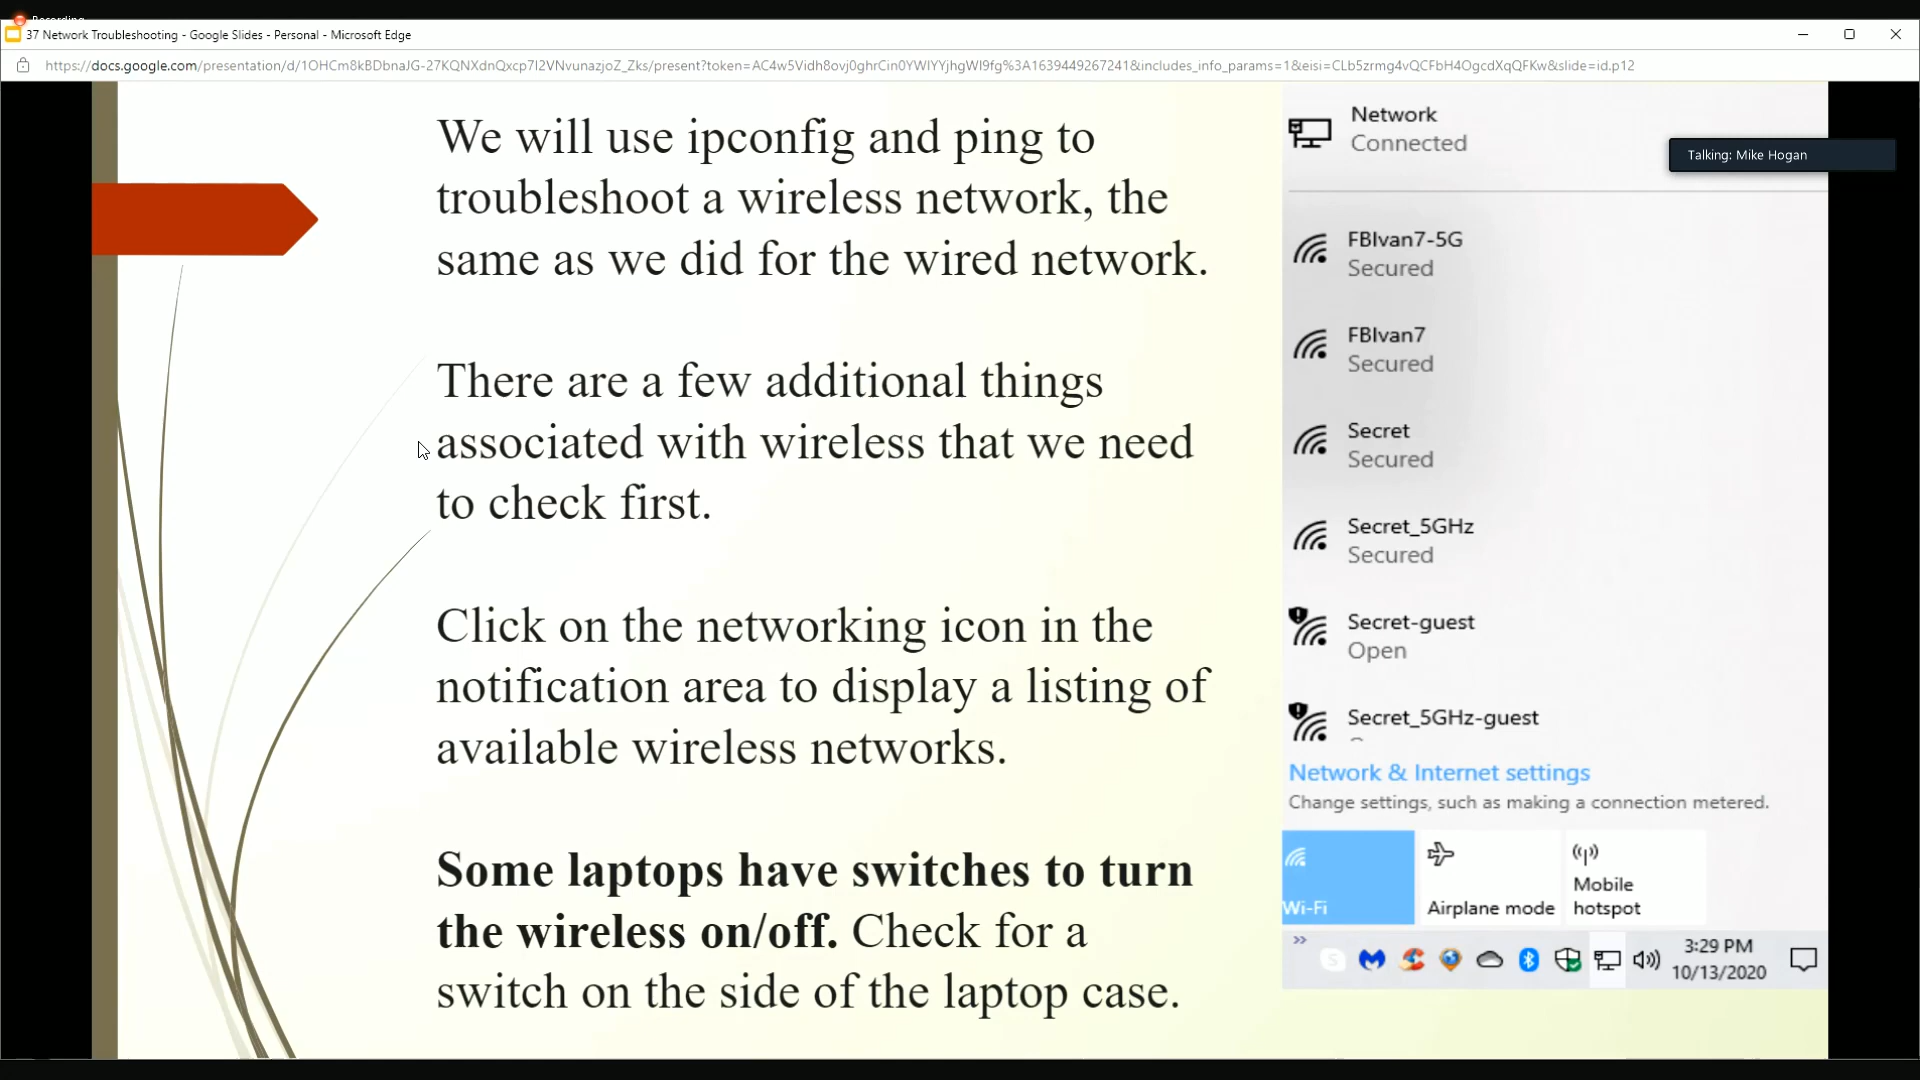 Recording
37 Network Troubleshooting - Google Slides - Personal - Microsoft Edge
https://docs.google.com/presentation/d/1OHCm8kBDbnaJG-27KQNXdnQxcp7I2VNvunazjoZ_Zks/present?token=AC4w5Vidh8ovj0ghrCin0YWIYYjhgWI9fg%3A1639449267241&includes_info_params=1&eisi=CLb5zrmg4vQCFbH4OgcdXqQFKw&slide=id.p12
We will use ipconfig and ping to
troubleshoot a wireless network, the
same as we did for the wired network.
There are a few additional things
associated with wireless that we need
to check first.
Click on the networking icon in the
notification area to display a listing of
available wireless networks.
Some laptops have switches to turn
the wireless on/off. Check for a
switch on the side of the laptop case.
Network
Connected
Talking: Mike Hogan
FBIvan7-5G
Secured
FBIvan7
Secured
Secret
Secured
Secret_5GHz
Secured
Secret-guest
Open
Secret_5GHz-guest
Network & Internet settings
Change settings, such as making a connection metered.
Wi-Fi
Airplane mode
Mobile
hotspot
3:29 PM
10/13/2020